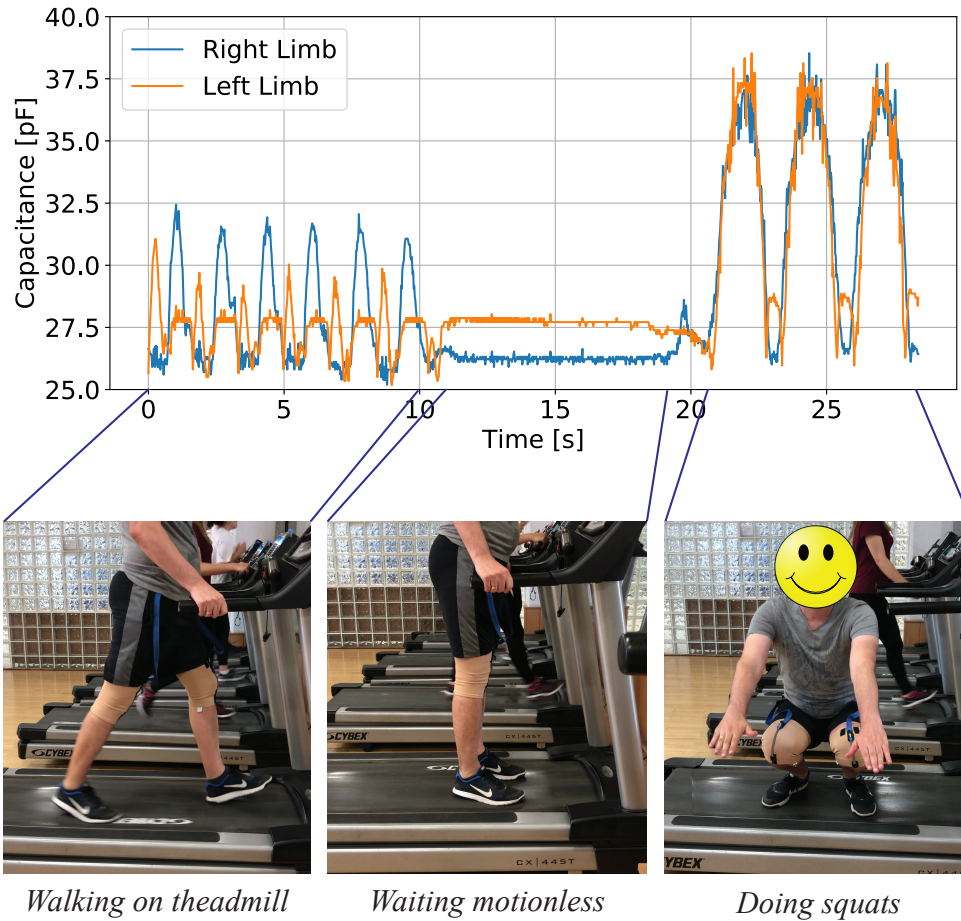 40.0
37.5
35.0
32.5
30.0
27.5
25.0
Capacitance [pF]
Right Limb
Left Limb
0 5 10 15 20 25
Time [s]
CYBEX
CX|445T
CX|445T
CYBEX
CYBEX
Walking on theadmill
Waiting motionless
Doing squats